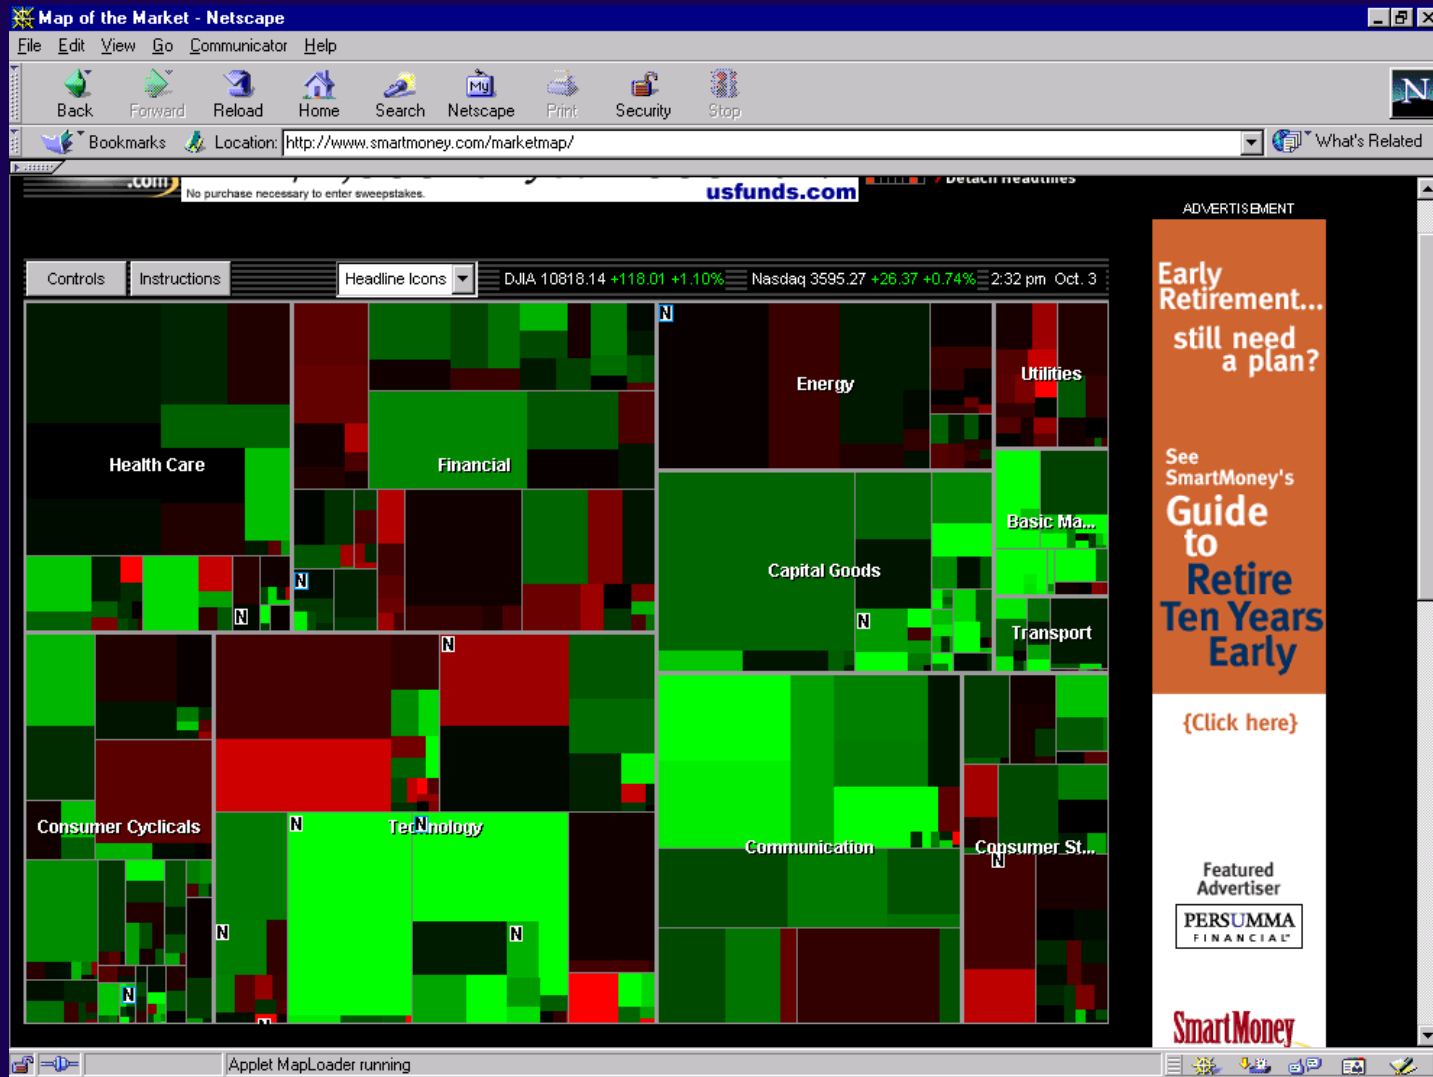 Map of the Market - Netscape
File Edit View Go Communicator Help
Back Forward Reload Home Search Netscape Print Security Stop
My
N
Bookmarks Location: http://www.smartmoney.com/marketmap/ What's Related
.com
No purchase necessary to enter sweepstakes.
usfunds.com
Detach Headlines
ADVERTISEMENT
Controls Instructions Headline Icons DJIA 10818.14 +118.01 +1.10% Nasdaq 3595.27 +26.37 +0.74% 2:32 pm Oct. 3
Early
Retirement...
still need
a plan?
N
Energy
Utilities
Health Care
Financial
See
SmartMoney's
Guide
to
Retire
Ten Years
Early
Basic Ma...
Capital Goods
N
N
N
Transport
N
{Click here}
Consumer Cyclicals
N
N
Technology
Communication
Consumer St...
N
Featured
Advertiser
PERSUMMA
FINANCIAL
N
N
N
SmartMoney
Applet MapLoader running